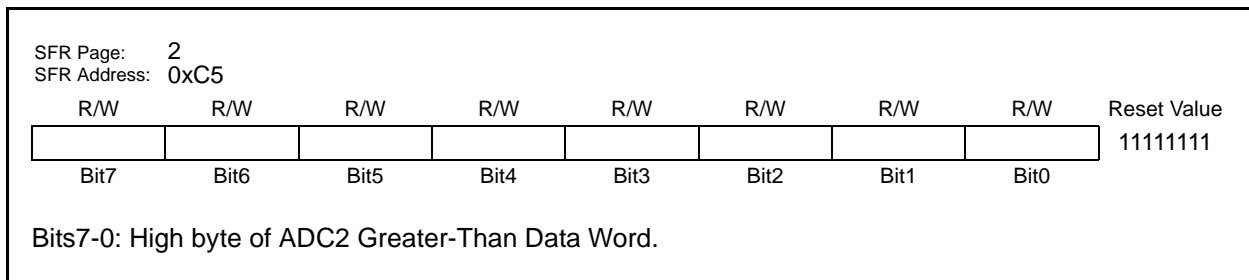 SFR Page: 2
SFR Address: 0xC5
R/W R/W R/W R/W R/W R/W R/W R/W Reset Value
11111111
Bit7 Bit6 Bit5 Bit4 Bit3 Bit2 Bit1 Bit0
Bits7-0: High byte of ADC2 Greater-Than Data Word.